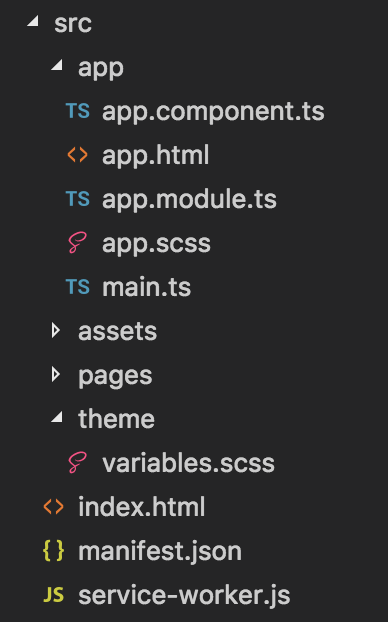 src
app
TS app.component.ts
<> app.html
TS app.module.ts
app.scss
TS main.ts
assets
pages
theme
variables.scss
<> index.html
{ } manifest.json
JS service-worker.js